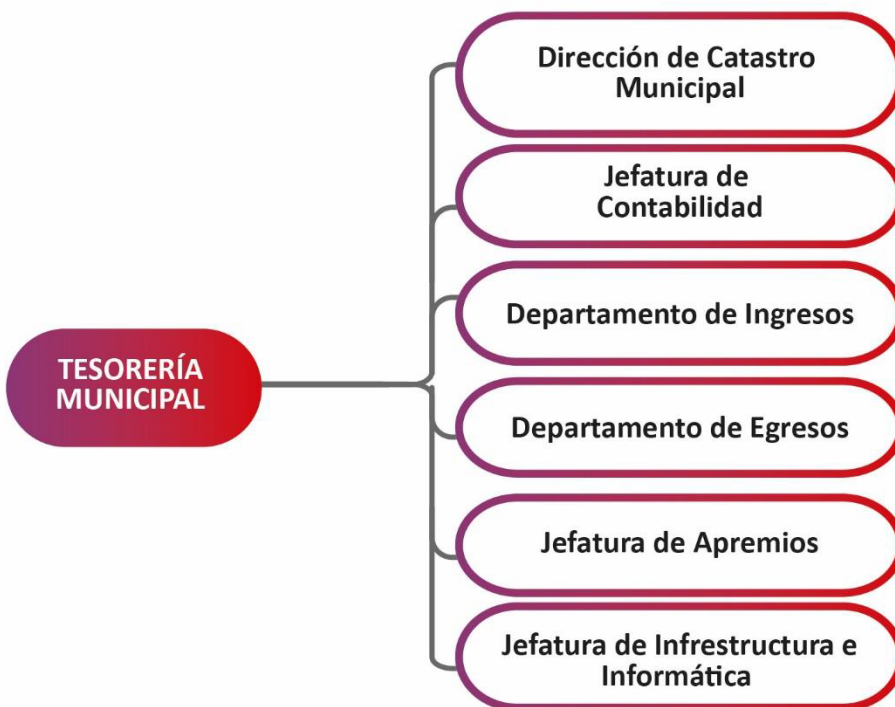 Dirección de Catastro
Municipal
Jefatura de
Contabilidad
Departamento de Ingresos
TESORERÍA
MUNICIPAL
Departamento de Egresos
Jefatura de Apremios
Jefatura de Infrestructura e
Informática